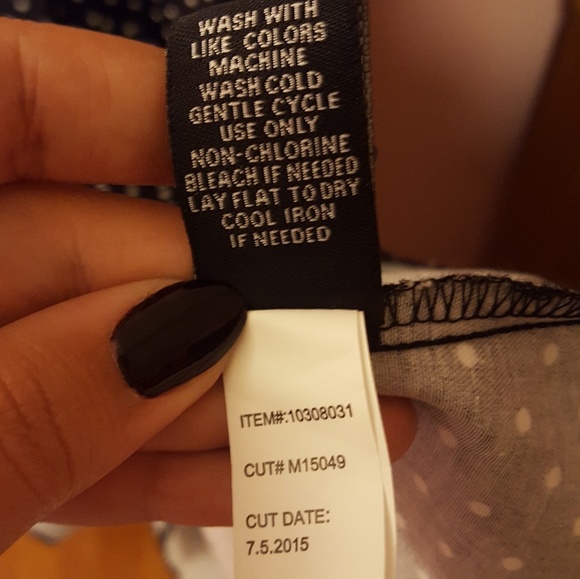 WASH WITH
LIKE COLORS
MACHINE
WASH COLD
GENTLE CYCLE
USE ONLY
NON-CHLORINE
BLEACH IF NEEDED
LAY FLAT TO DRY
COOL IRON
IF NEEDED
ITEM#:10308031
CUT# M15049
CUT DATE:
7.5.2015